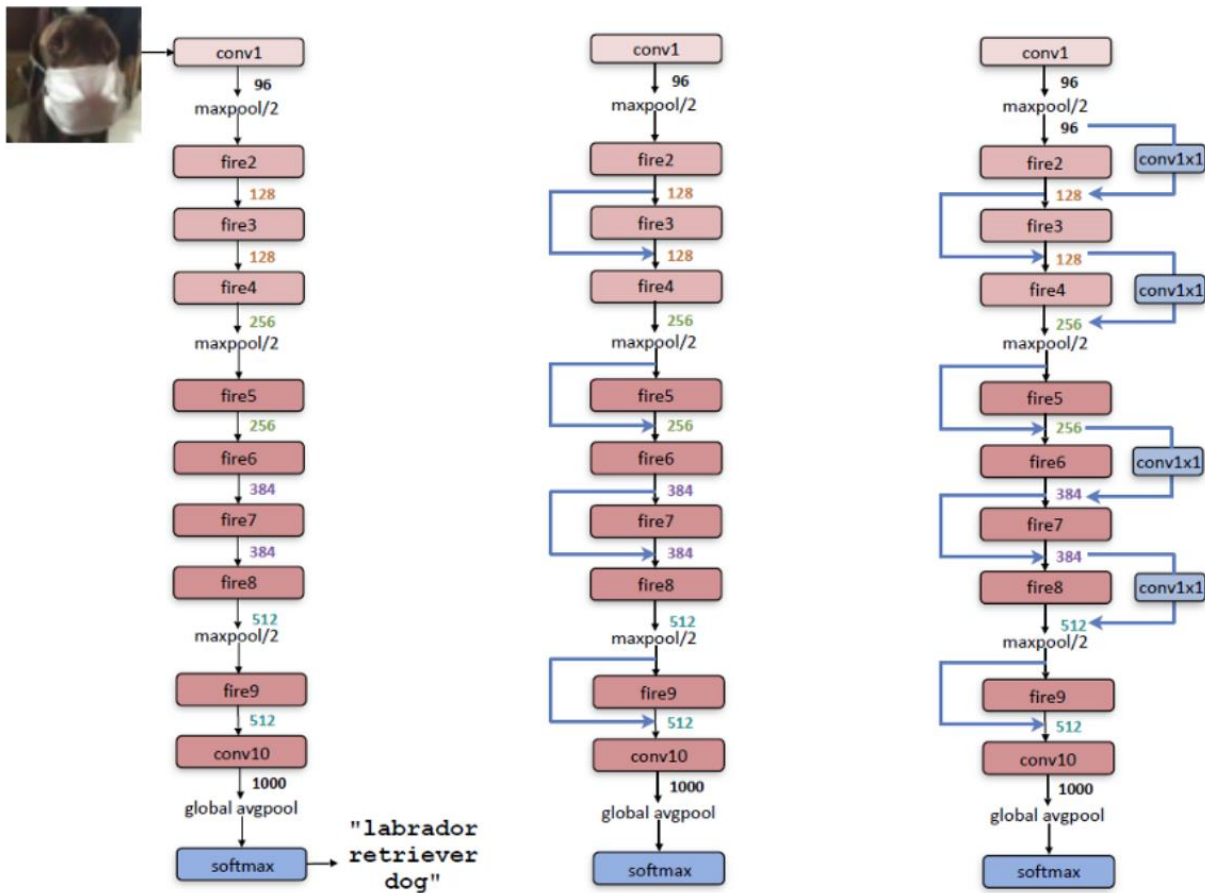 conv1
96
maxpool/2
fire2
128
fire3
128
fire4
256
maxpool/2
fire5
256
fire6
384
fire7
384
fire8
512
maxpool/2
fire9
512
conv10
1000
global avgpool
softmax
"labrador
retriever
dog"
conv1
96
maxpool/2
fire2
128
fire3
128
fire4
256
maxpool/2
fire5
256
fire6
384
fire7
384
fire8
512
maxpool/2
fire9
512
conv10
1000
global avgpool
softmax
conv1
96
maxpool/2
96
conv1x1
fire2
128
fire3
128
conv1x1
fire4
256
maxpool/2
fire5
256
conv1x1
fire6
384
fire7
384
conv1x1
fire8
512
maxpool/2
fire9
512
conv10
1000
global avgpool
softmax